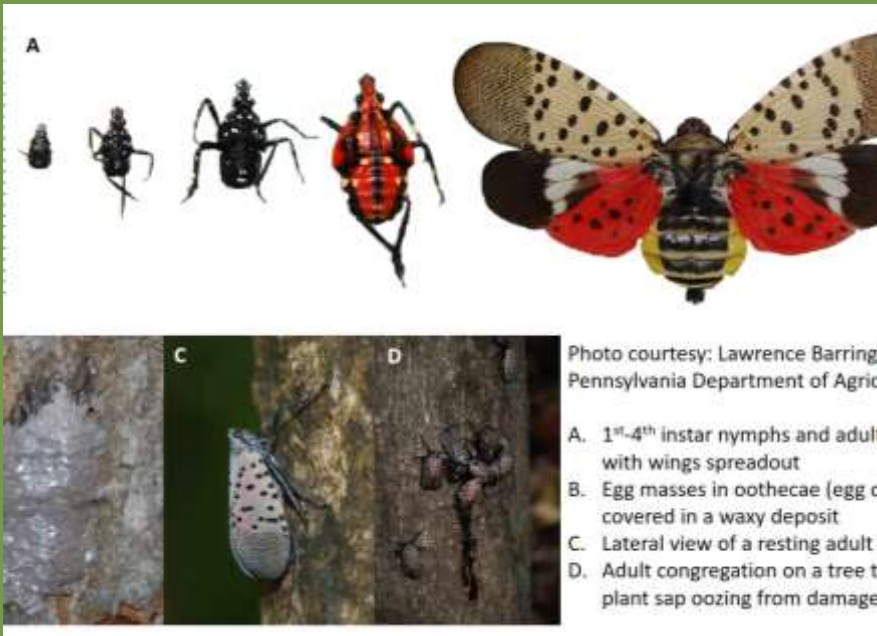 A
C
D
Photo courtesy: Lawrence Barring
Pennsylvania Department of Agric
A. 1st-4th instar nymphs and adult
with wings spreadout
B. Egg masses in oothecae (egg c
covered in a waxy deposit
C. Lateral view of a resting adult
D. Adult congregation on a tree t
plant sap oozing from damage